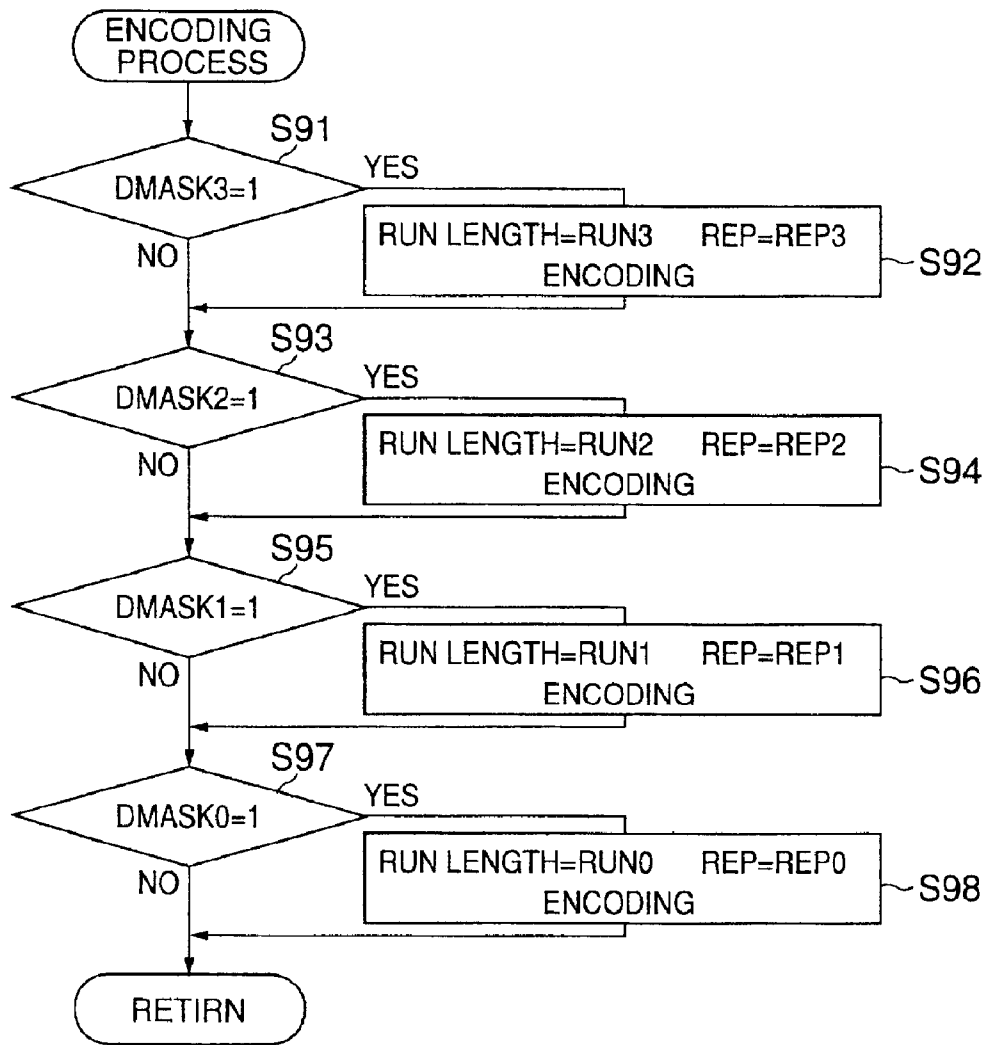 ENCODING
PROCESS
S91
DMASK3=1
YES
NO
RUN LENGTH=RUN3 REP=REP3
ENCODING
S92
S93
DMASK2=1
YES
NO
RUN LENGTH=RUN2 REP=REP2
ENCODING
S94
S95
DMASK1=1
YES
NO
RUN LENGTH=RUN1 REP=REP1
ENCODING
S96
S97
DMASK0=1
YES
NO
RUN LENGTH=RUN0 REP=REP0
ENCODING
S98
RETIRN